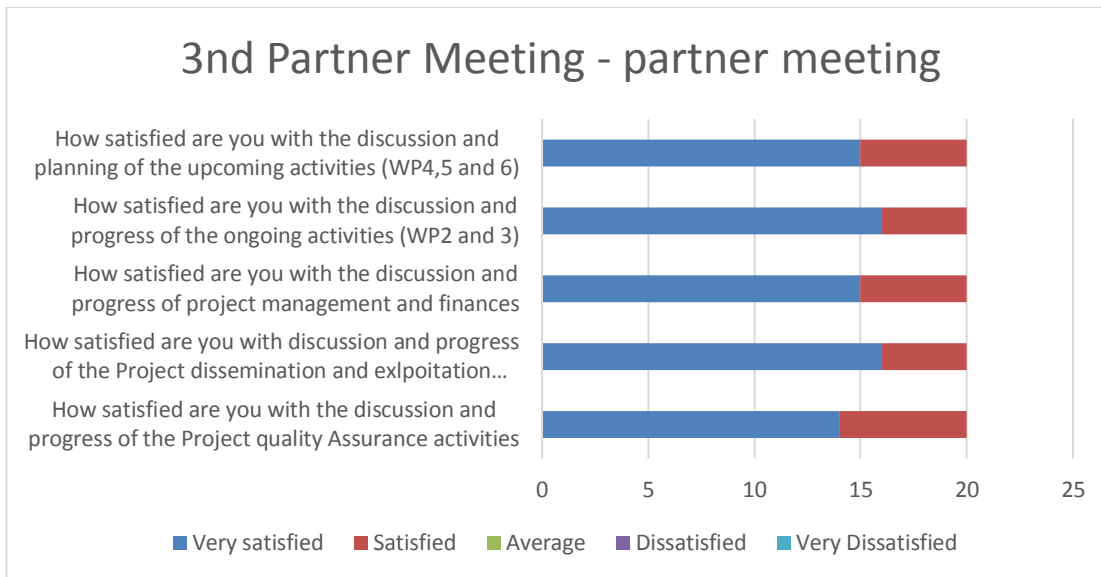 3nd Partner Meeting - partner meeting
How satisfied are you with the discussion and
planning of the upcoming activities (WP4,5 and 6)
How satisfied are you with the discussion and
progress of the ongoing activities (WP2 and 3)
How satisfied are you with the discussion and
progress of project management and finances
How satisfied are you with discussion and progress
of the Project dissemination and exlpoitation...
How satisfied are you with the discussion and
progress of the Project quality Assurance activities
0 5 10 15 20 25
Very satisfied Satisfied Average Dissatisfied Very Dissatisfied